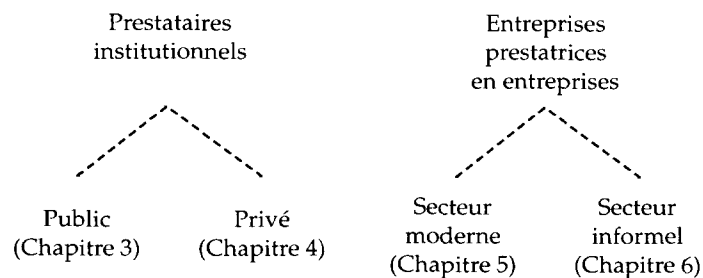 Prestataires
institutionnels
Entreprises
prestatrices
en entreprises
Public
(Chapitre 3)
Privé
(Chapitre 4)
Secteur
moderne
(Chapitre 5)
Secteur
informel
(Chapitre 6)